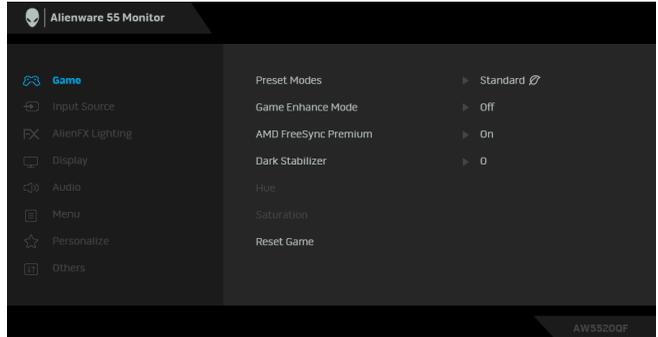 Alienware 55 Monitor
Game
Preset Modes Standard
Input Source
Game Enhance Mode Off
AlienFX Lighting
AMD FreeSync Premium On
Display
Dark Stabilizer 0
Audio
Hue
Menu
Saturation
Personalize
Reset Game
Others
AW5520QF